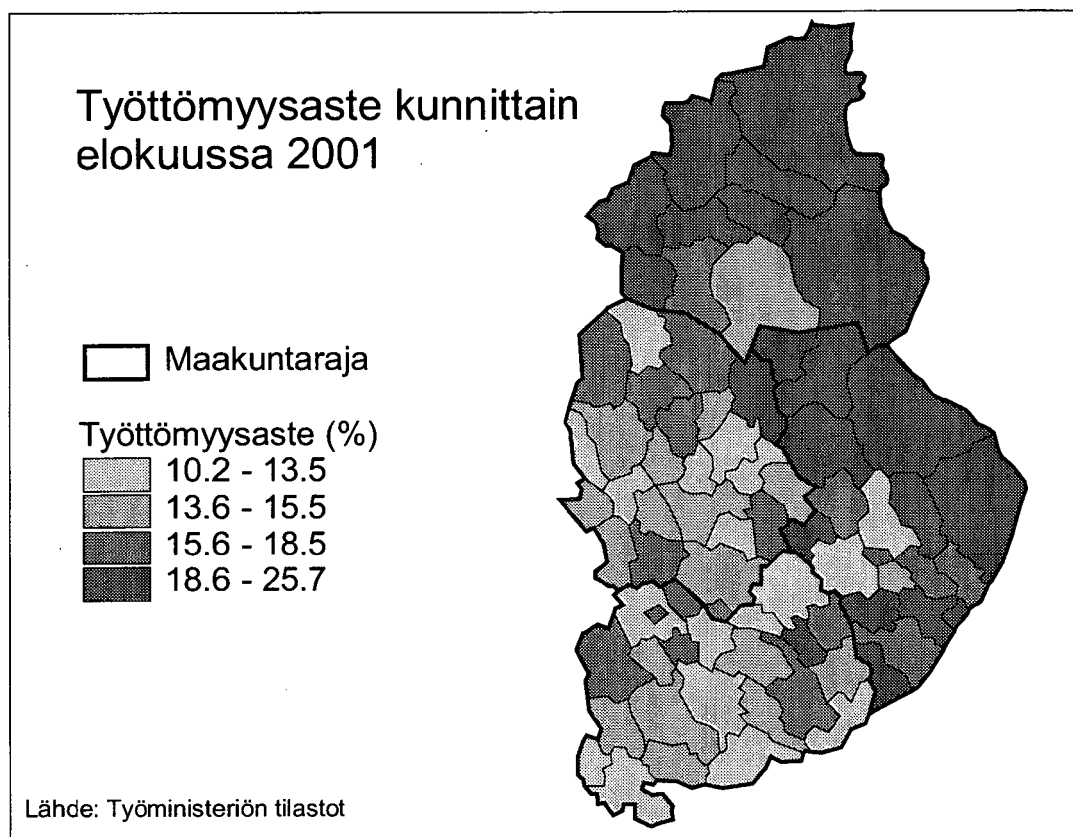 Työttömyysaste kunnittain
elokuussa 2001
Maakuntaraja
Työttömyysaste (%)
10.2 - 13.5
13.6 - 15.5
15.6 - 18.5
18.6 - 25.7
Lähde: Työministeriön tilastot